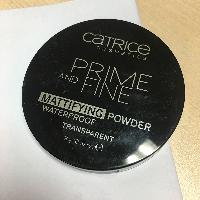 CATRICE
COSMETICS
PRIME
AND FINE
MATTIFYING POWDER
WATERPROOF
TRANSPARENT